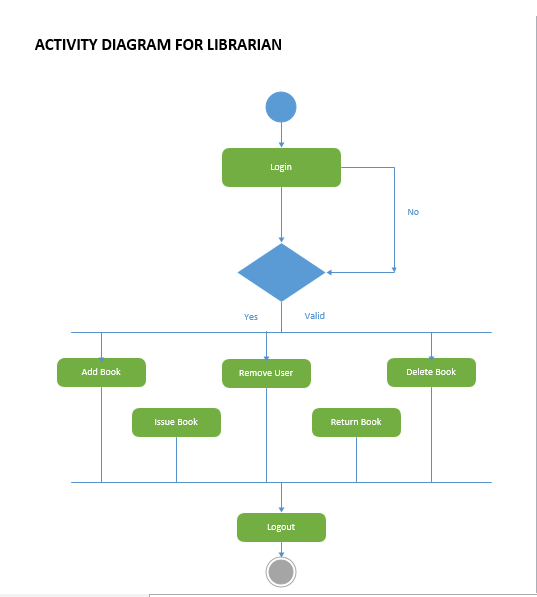 ACTIVITY DIAGRAM FOR LIBRARIAN
Login
No
Yes
Valid
Add Book
Remove User
Delete Book
Issue Book
Return Book
Logout